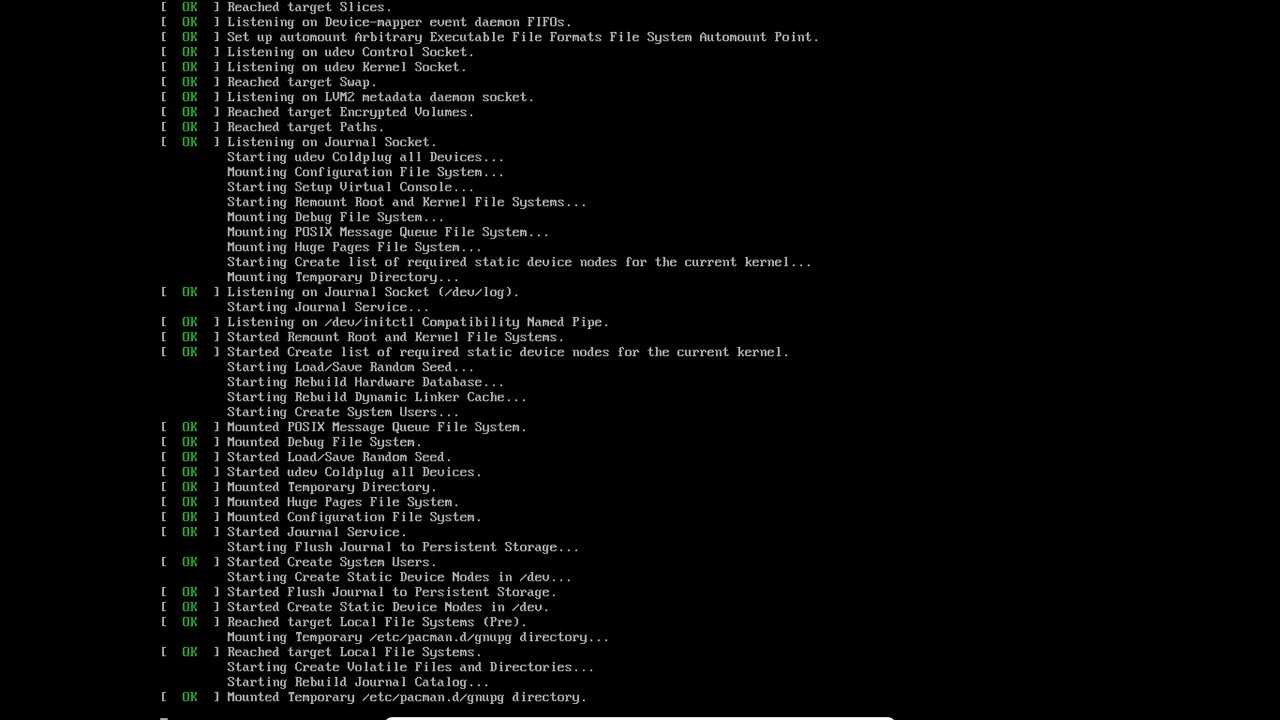 [  OK  ] Reached target Slices.
[  OK  ] Listening on Device-mapper event daemon FIFOs.
[  OK  ] Set up automount Arbitrary Executable File Formats File System Automount Point.
[  OK  ] Listening on udev Control Socket.
[  OK  ] Listening on udev Kernel Socket.
[  OK  ] Reached target Swap.
[  OK  ] Listening on LVM2 metadata daemon socket.
[  OK  ] Reached target Encrypted Volumes.
[  OK  ] Reached target Paths.
[  OK  ] Listening on Journal Socket.
Starting udev Coldplug all Devices...
Mounting Configuration File System...
Starting Setup Virtual Console...
Starting Remount Root and Kernel File Systems...
Mounting Debug File System...
Mounting POSIX Message Queue File System...
Mounting Huge Pages File System...
Starting Create list of required static device nodes for the current kernel...
Mounting Temporary Directory...
[  OK  ] Listening on Journal Socket (/dev/log).
Starting Journal Service...
[  OK  ] Listening on /dev/initctl Compatibility Named Pipe.
[  OK  ] Started Remount Root and Kernel File Systems.
[  OK  ] Started Create list of required static device nodes for the current kernel.
Starting Load/Save Random Seed...
Starting Rebuild Hardware Database...
Starting Rebuild Dynamic Linker Cache...
Starting Create System Users...
[  OK  ] Mounted POSIX Message Queue File System.
[  OK  ] Mounted Debug File System.
[  OK  ] Started Load/Save Random Seed.
[  OK  ] Started udev Coldplug all Devices.
[  OK  ] Mounted Temporary Directory.
[  OK  ] Mounted Huge Pages File System.
[  OK  ] Mounted Configuration File System.
[  OK  ] Started Journal Service.
Starting Flush Journal to Persistent Storage...
[  OK  ] Started Create System Users.
Starting Create Static Device Nodes in /dev...
[  OK  ] Started Flush Journal to Persistent Storage.
[  OK  ] Started Create Static Device Nodes in /dev.
[  OK  ] Reached target Local File Systems (Pre).
Mounting Temporary /etc/pacman.d/gnupg directory...
[  OK  ] Reached target Local File Systems.
Starting Create Volatile Files and Directories...
Starting Rebuild Journal Catalog...
[  OK  ] Mounted Temporary /etc/pacman.d/gnupg directory.